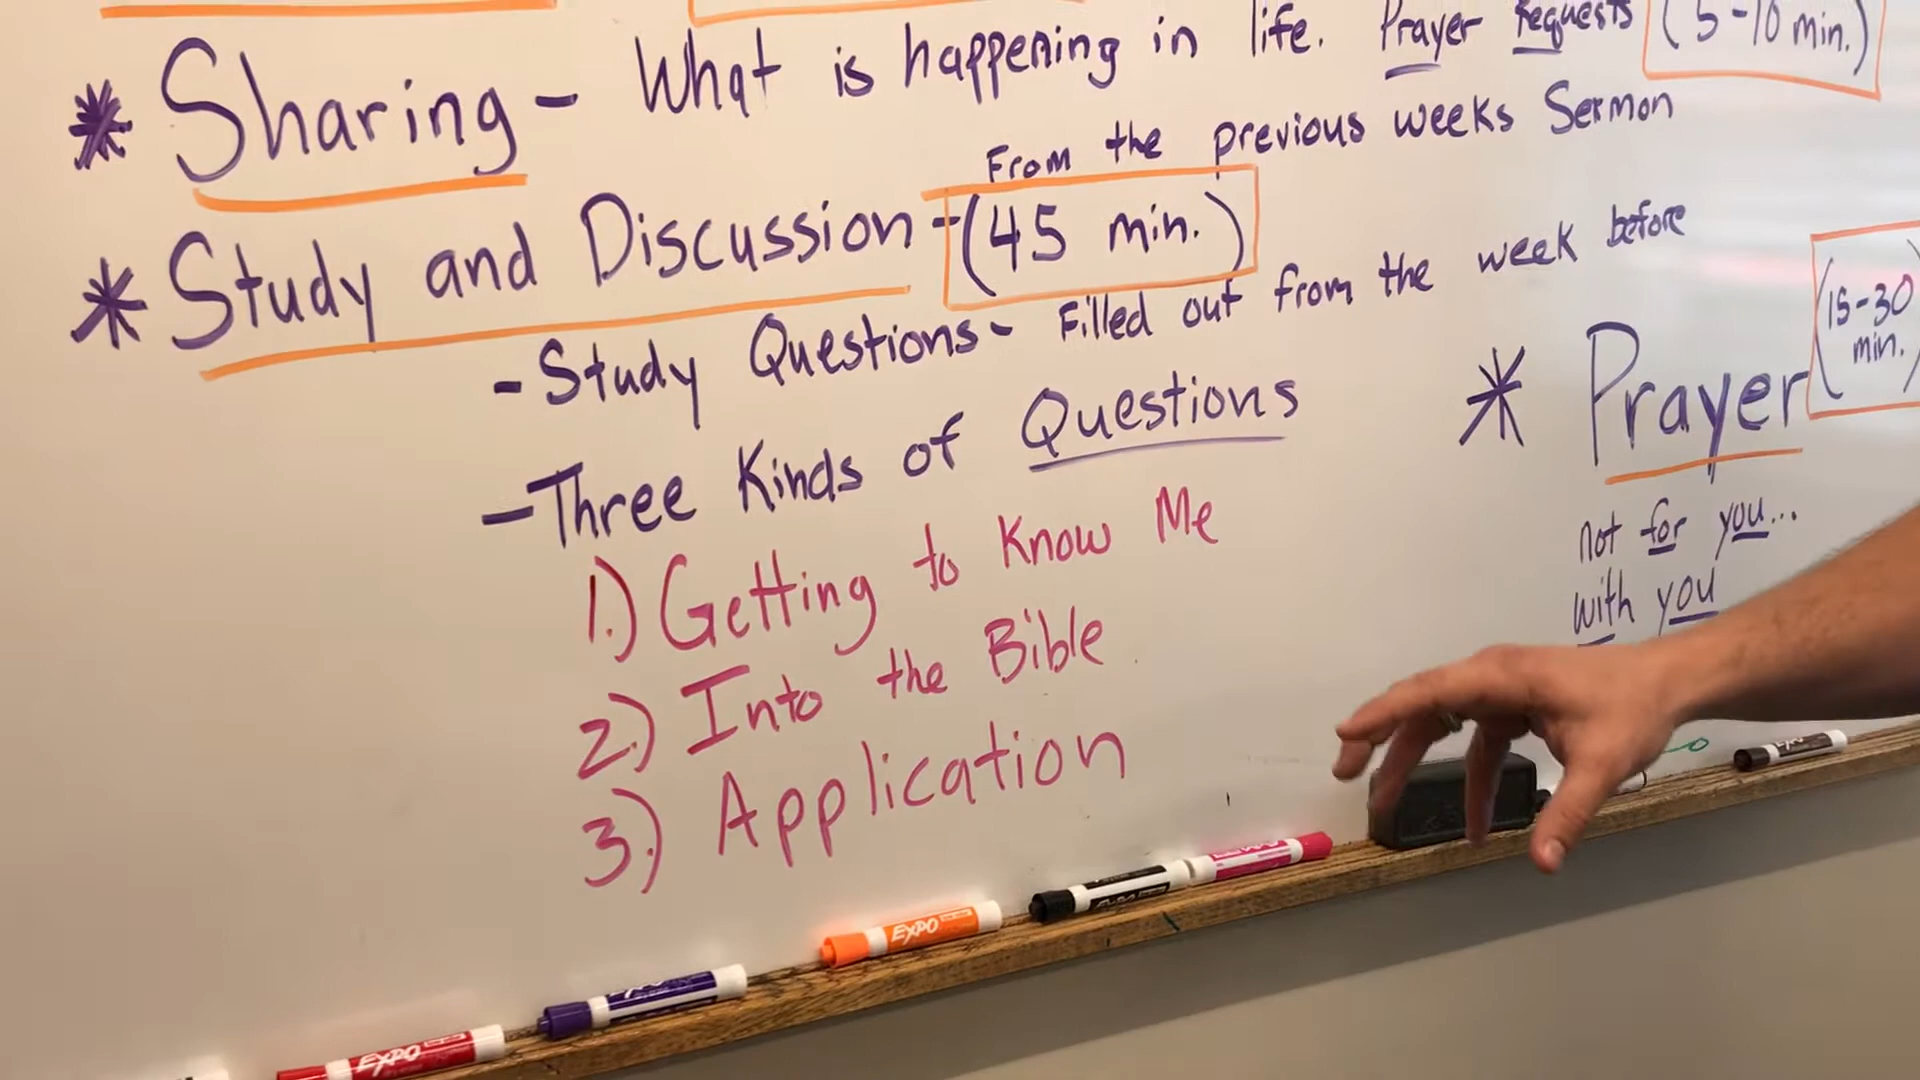 * Sharing - What is happening in life. Prayer Requests (5-10 min.)
From the previous weeks Sermon
* Study and Discussion - (45 min.)
- Study Questions - Filled out from the week before
- Three Kinds of Questions
1.) Getting to Know Me
2.) Into the Bible
3.) Application
* Prayer (15-30 min.)
not for you...
with you
EXPO
EXPO
EXPO
EXPO